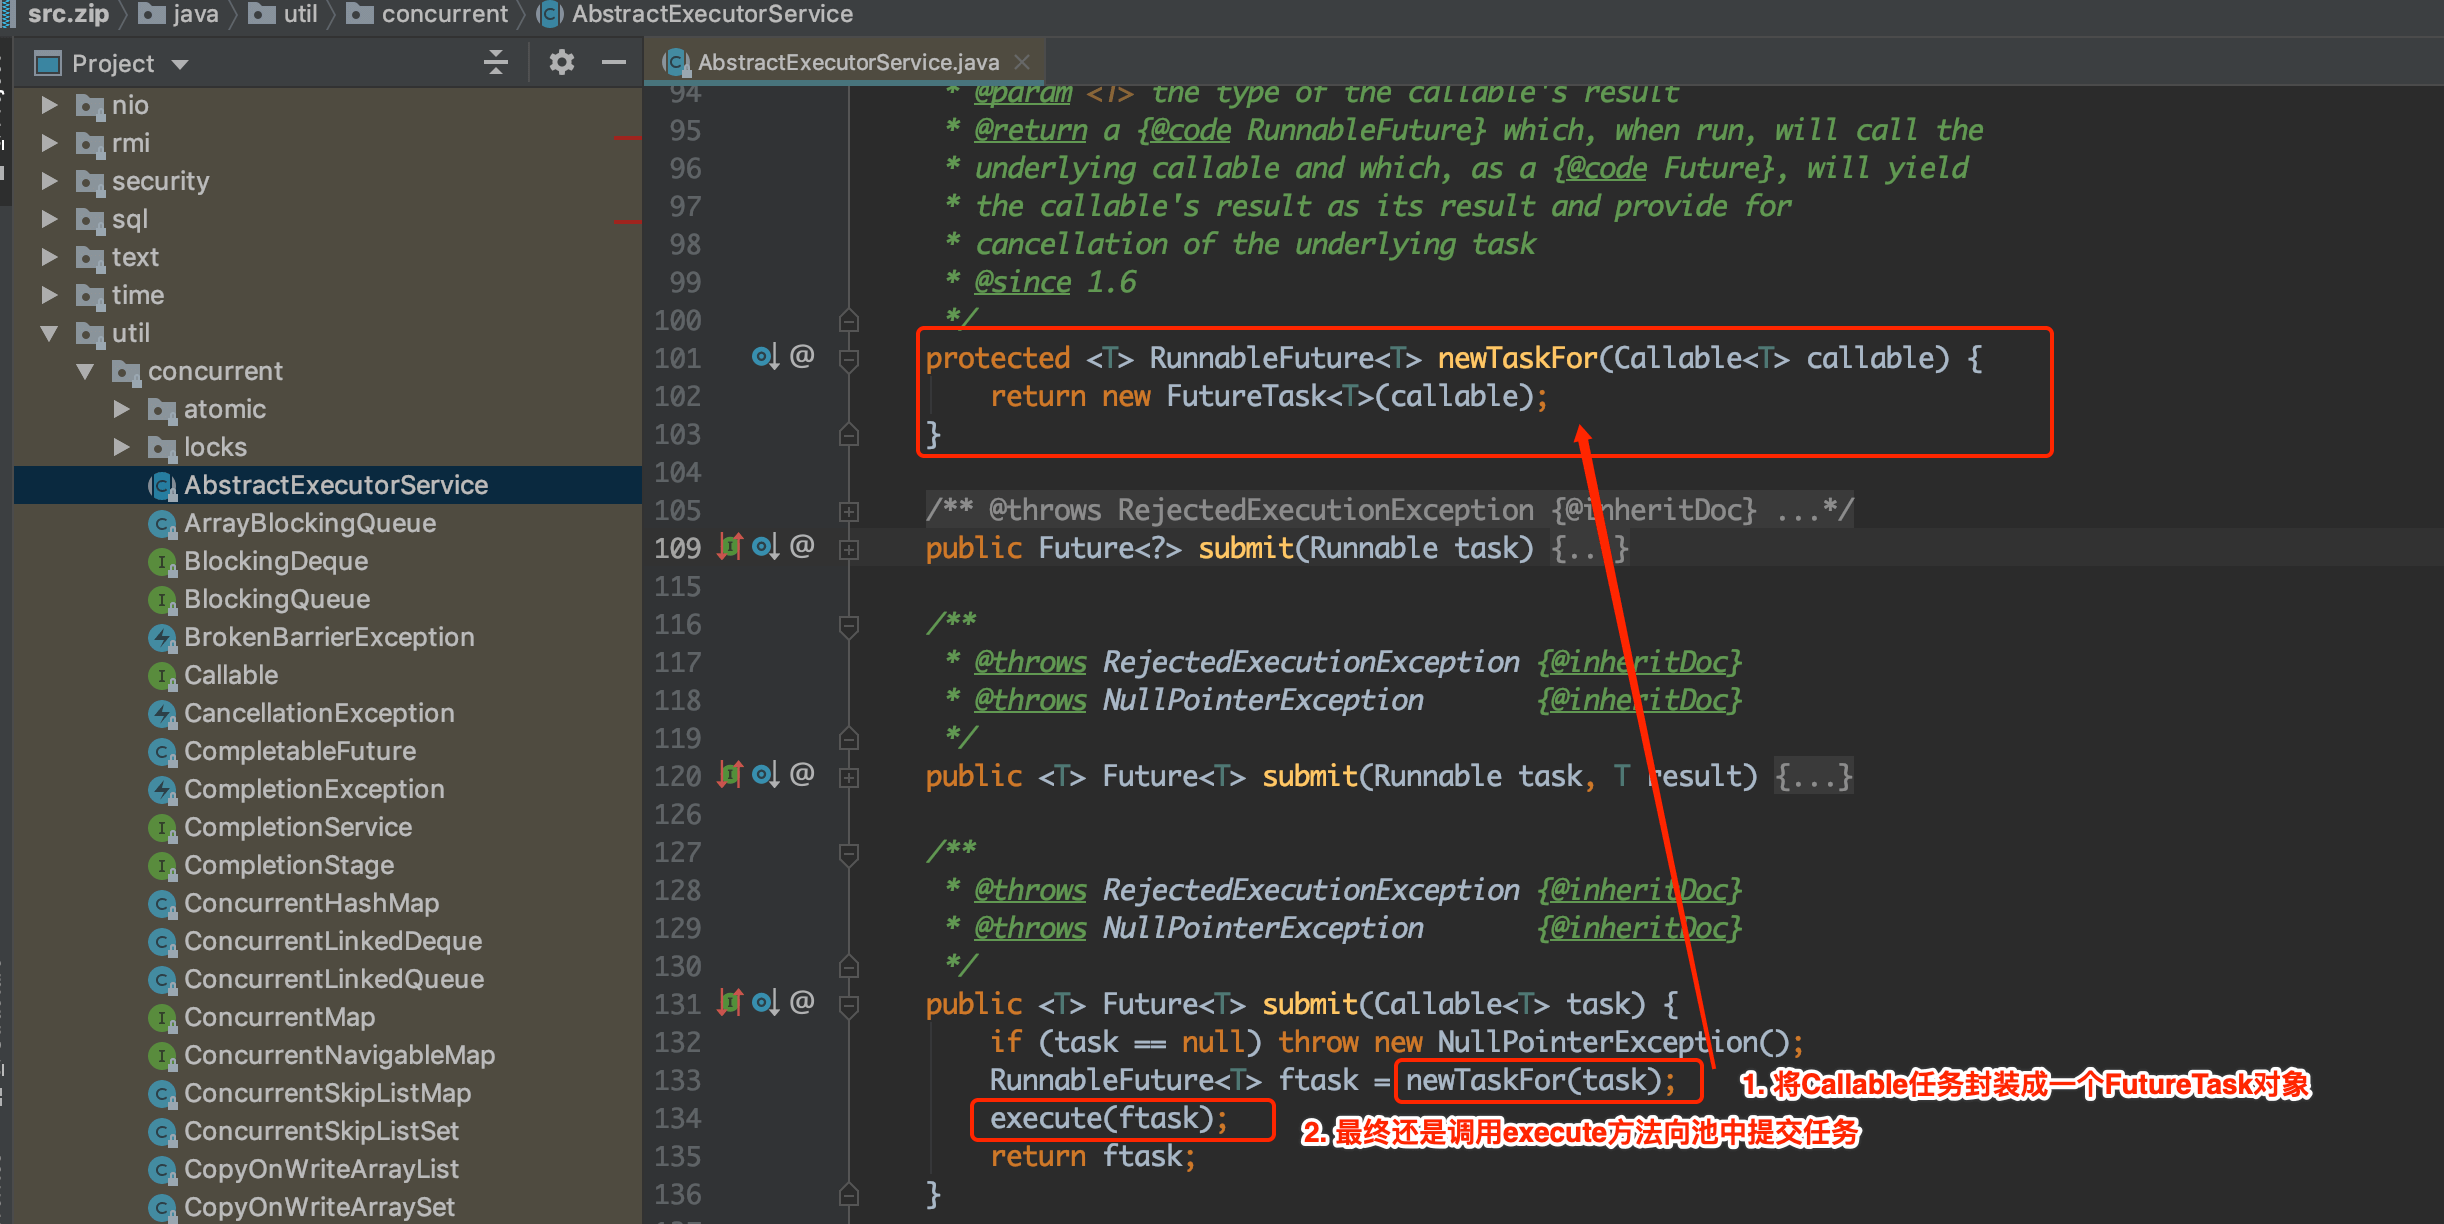 src.zip java util concurrent AbstractExecutorService
Project
AbstractExecutorService.java
nio
rmi
security
sql
text
time
util
concurrent
atomic
locks
AbstractExecutorService
ArrayBlockingQueue
BlockingDeque
BlockingQueue
BrokenBarrierException
Callable
CancellationException
CompletableFuture
CompletionException
CompletionService
CompletionStage
ConcurrentHashMap
ConcurrentLinkedDeque
ConcurrentLinkedQueue
ConcurrentMap
ConcurrentNavigableMap
ConcurrentSkipListMap
ConcurrentSkipListSet
CopyOnWriteArrayList
CopyOnWriteArraySet
94 * @param <T> the type of the callable's result
95 * @return a {@code RunnableFuture} which, when run, will call the
96 * underlying callable and which, as a {@code Future}, will yield
97 * the callable's result as its result and provide for
98 * cancellation of the underlying task
99 * @since 1.6
100 */
101 @ protected <T> RunnableFuture<T> newTaskFor(Callable<T> callable) {
102 return new FutureTask<T>(callable);
103 }
104
105 /** @throws RejectedExecutionException {@inheritDoc} ...*/
109 @ public Future<?> submit(Runnable task) {...}
115
116 /**
117 * @throws RejectedExecutionException {@inheritDoc}
118 * @throws NullPointerException {@inheritDoc}
119 */
120 @ public <T> Future<T> submit(Runnable task, T result) {...}
126
127 /**
128 * @throws RejectedExecutionException {@inheritDoc}
129 * @throws NullPointerException {@inheritDoc}
130 */
131 @ public <T> Future<T> submit(Callable<T> task) {
132 if (task == null) throw new NullPointerException();
133 RunnableFuture<T> ftask = newTaskFor(task); 1. 将Callable任务封装成一个FutureTask对象
134 execute(ftask); 2. 最终还是调用execute方法向池中提交任务
135 return ftask;
136 }